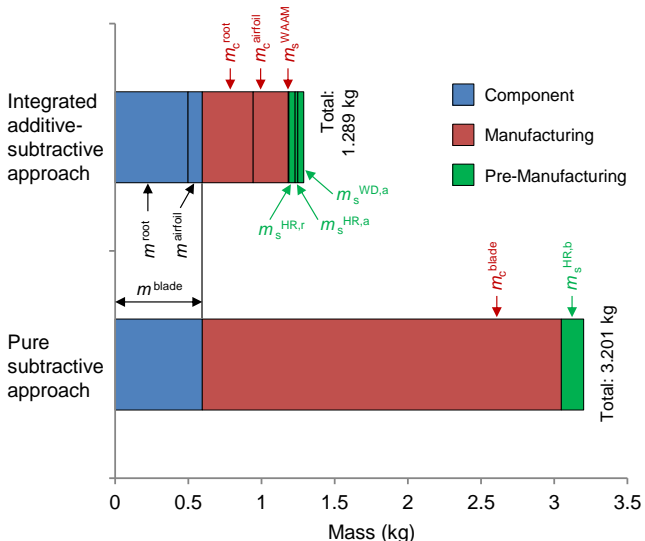 m_c^root
m_c^airfoil
m_s^WAAM
Integrated
additive-
subtractive
approach
Total:
1.289 kg
Component
Manufacturing
Pre-Manufacturing
m^root
m^airfoil
m_s^HR,r
m_s^HR,a
m_s^WD,a
m^blade
m_c^blade
m_s^HR,b
Pure
subtractive
approach
Total: 3.201 kg
0 0.5 1 1.5 2 2.5 3 3.5
Mass (kg)